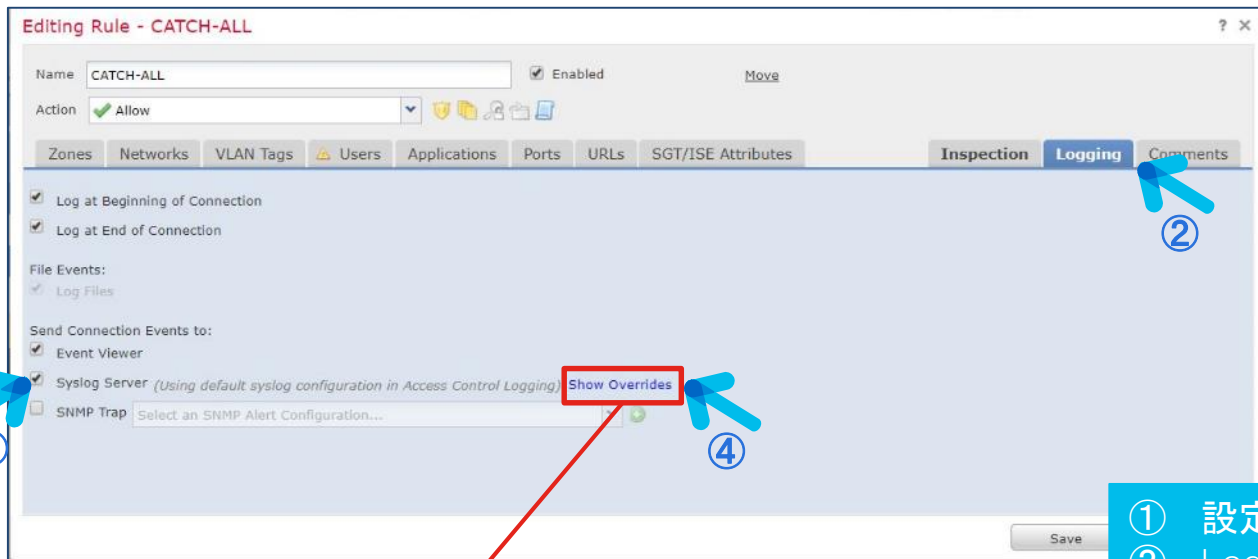 Editing Rule - CATCH-ALL ? ×
Name CATCH-ALL Enabled Move
Action Allow
Zones Networks VLAN Tags Users Applications Ports URLs SGT/ISE Attributes Inspection Logging Comments
Log at Beginning of Connection
Log at End of Connection
②
File Events:
Log Files
Send Connection Events to:
Event Viewer
Syslog Server (Using default syslog configuration in Access Control Logging) Show Overrides
SNMP Trap Select an SNMP Alert Configuration...
④
Save
① 設定
②